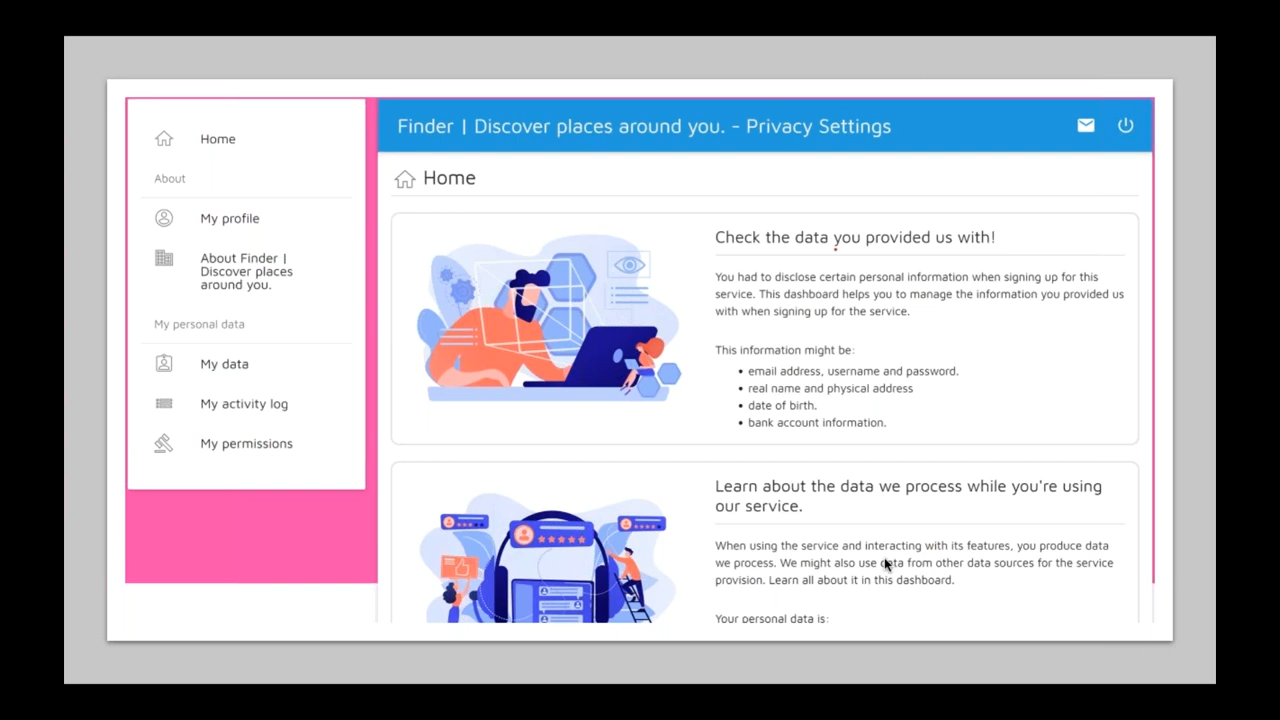 Home
About
My profile
About Finder |
Discover places
around you.
My personal data
My data
My activity log
My permissions
Finder | Discover places around you. - Privacy Settings
Home
Check the data you provided us with!
You had to disclose certain personal information when signing up for this
service. This dashboard helps you to manage the information you provided us
with when signing up for the service.
This information might be:
• email address, username and password.
• real name and physical address
• date of birth.
• bank account information.
Learn about the data we process while you're using
our service.
When using the service and interacting with its features, you produce data
we process. We might also use data from other data sources for the service
provision. Learn all about it in this dashboard.
Your personal data is: